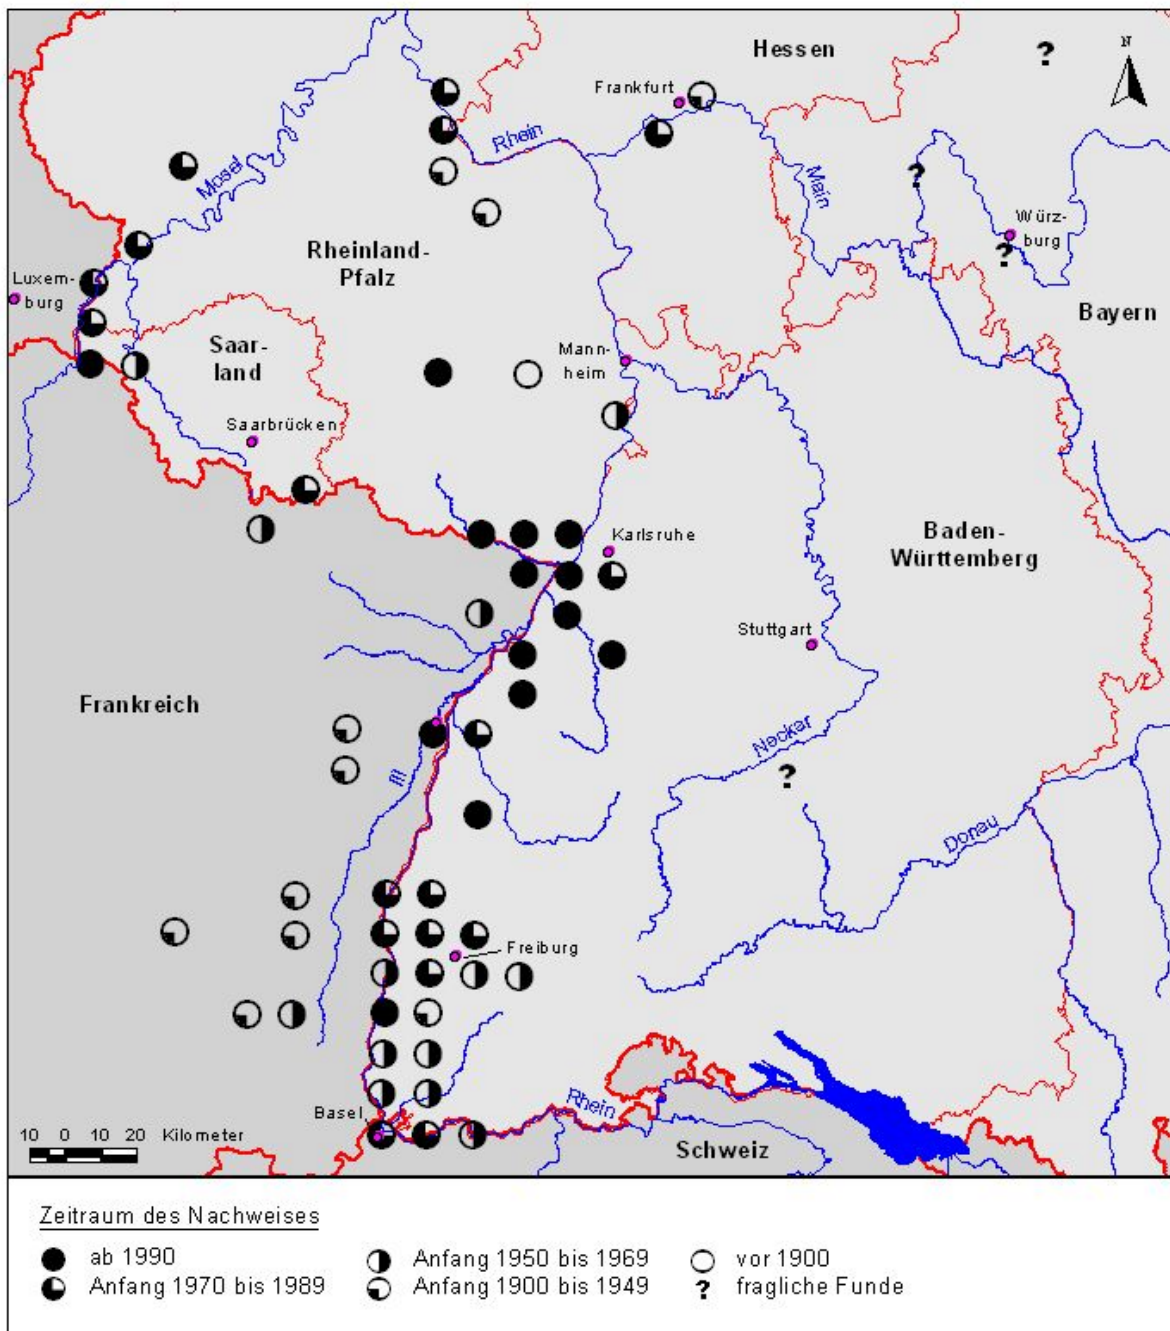 Hessen
?
N
Frankfurt
Rhein
Mosel
Main
?
Würz-
burg
?
Rheinland-
Pfalz
Luxem-
burg
Bayern
Saar-
land
Mann-
heim
Saarbrücken
Karlsruhe
Baden-
Württemberg
Stuttgart
Frankreich
Neckar
Ill
?
Donau
Freiburg
Basel
Rhein
10 0 10 20 Kilometer
Schweiz
Zeitraum des Nachweises
ab 1990
Anfang 1950 bis 1969
vor 1900
Anfang 1970 bis 1989
Anfang 1900 bis 1949
? fragliche Funde